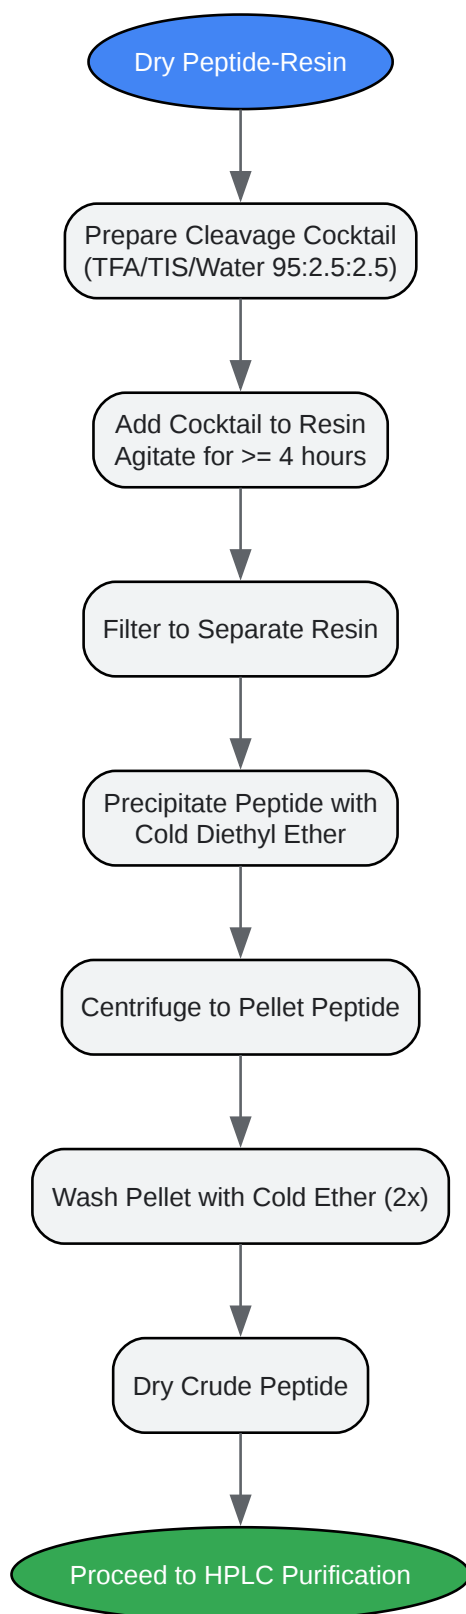 Dry Peptide-Resin
Prepare Cleavage Cocktail
(TFA/TIS/Water 95:2.5:2.5)
Add Cocktail to Resin
Agitate for >= 4 hours
Filter to Separate Resin
Precipitate Peptide with
Cold Diethyl Ether
Centrifuge to Pellet Peptide
Wash Pellet with Cold Ether (2x)
Dry Crude Peptide
Proceed to HPLC Purification